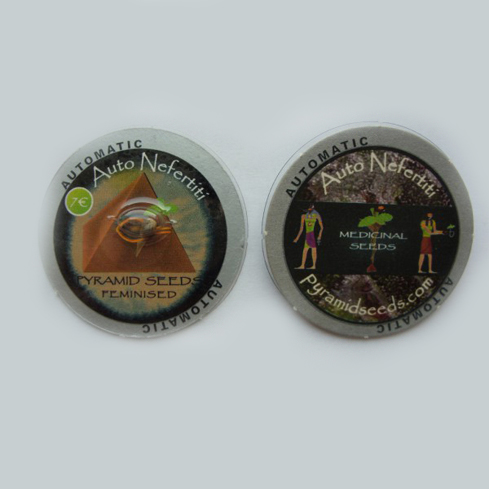 AUTOMATIC
Auto Nefertiti
7€
PYRAMID SEEDS
FEMINISED
AUTOMATIC
AUTOMATIC
Auto Nefertiti
MEDICINAL
SEEDS
Pyramidseeds.com
AUTOMATIC